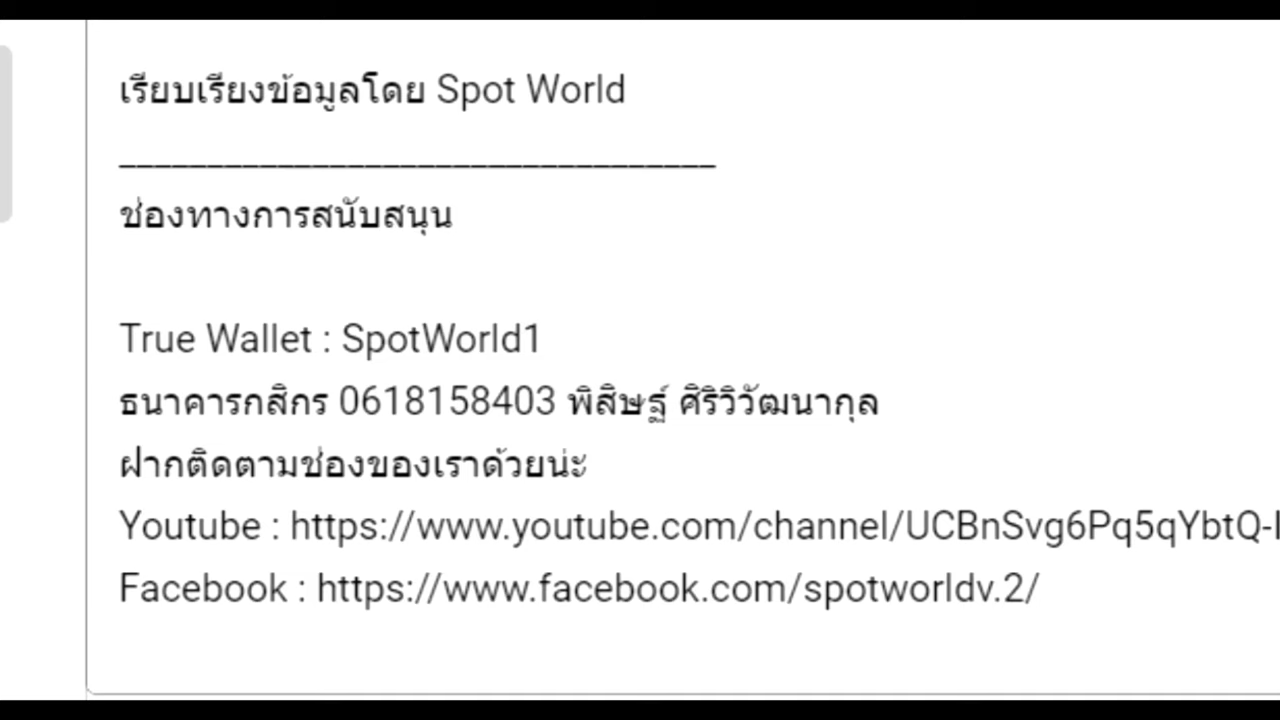 เรียบเรียงข้อมูลโดย Spot World
__________________________________
ช่องทางการสนับสนุน
True Wallet : SpotWorld1
ธนาคารกสิกร 0618158403 พิสิษฐ์ ศิริวิวัฒนากุล
ฝากติดตามช่องของเราด้วยน่ะ
Youtube : https://www.youtube.com/channel/UCBnSvg6Pq5qYbtQ-
Facebook : https://www.facebook.com/spotworldv.2/